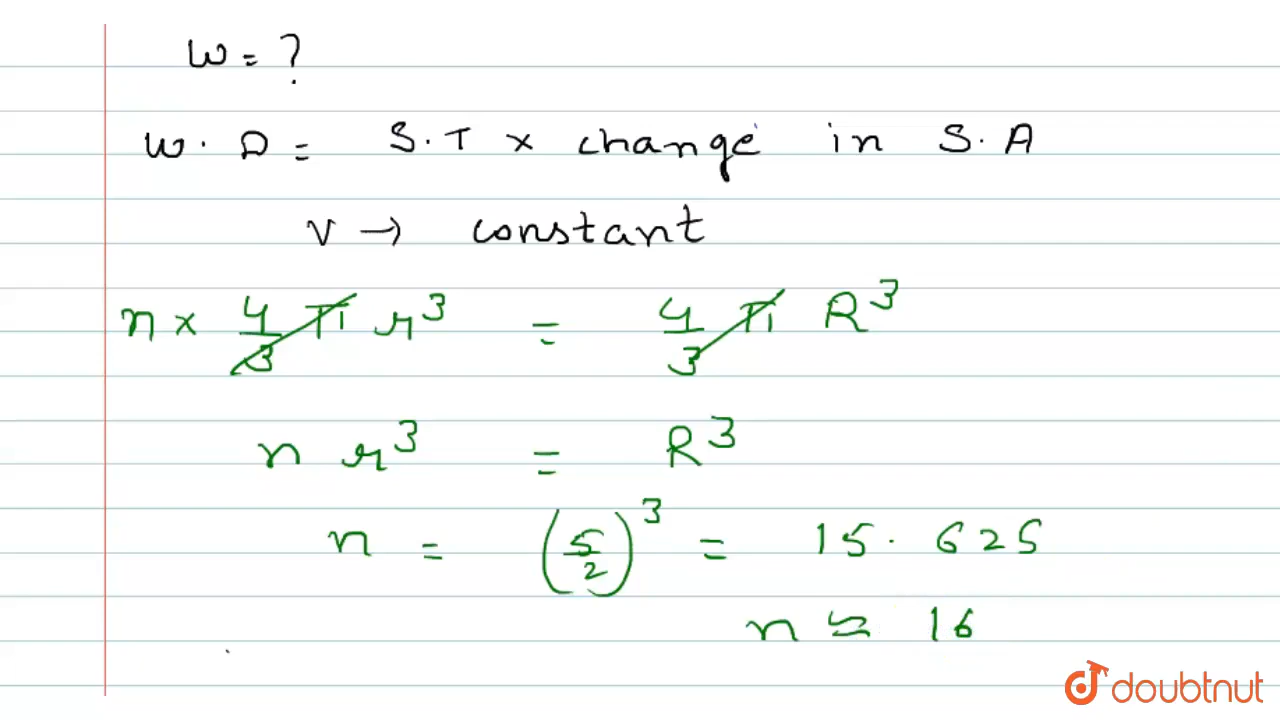 W = ?
W. D = S.T × change in S.A
V → constant
n × 4/3 π r³ = 4/3 π R³
n r³ = R³
n = (5/2)³ = 15.625
n ≈ 16
doubtnut